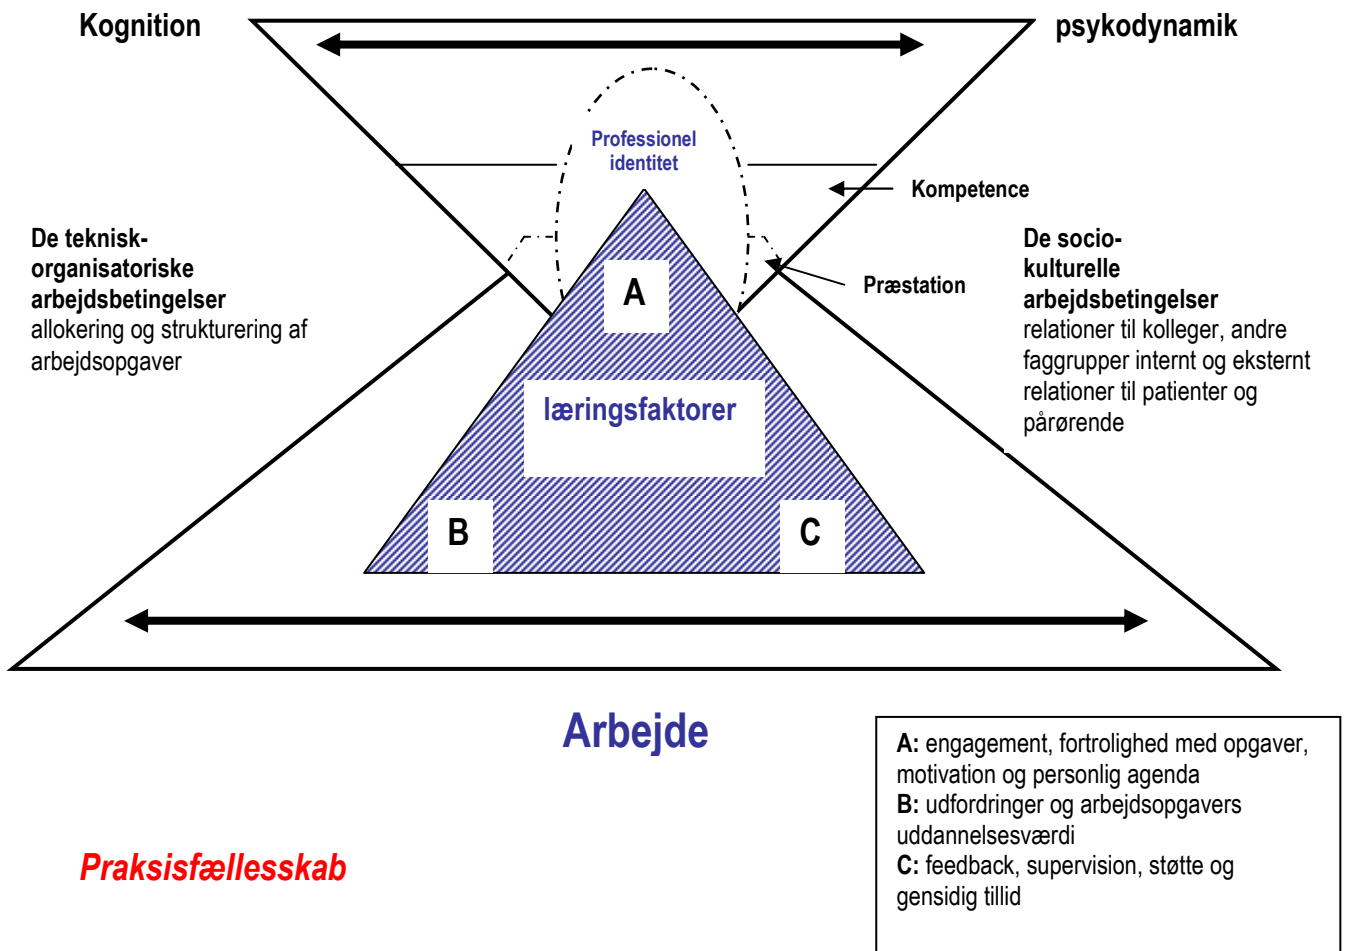 Kognition
psykodynamik
Professionel
identitet
Kompetence
De teknisk-
organisatoriske
arbejdsbetingelser
allokering og strukturering af
arbejdsopgaver
De socio-
kulturelle
arbejdsbetingelser
relationer til kolleger, andre
faggrupper internt og eksternt
relationer til patienter og
pårørende
Præstation
A
læringsfaktorer
B
C
Arbejde
A: engagement, fortrolighed med opgaver,
motivation og personlig agenda
B: udfordringer og arbejdsopgavers
uddannelsesværdi
C: feedback, supervision, støtte og
gensidig tillid
Praksisfællesskab